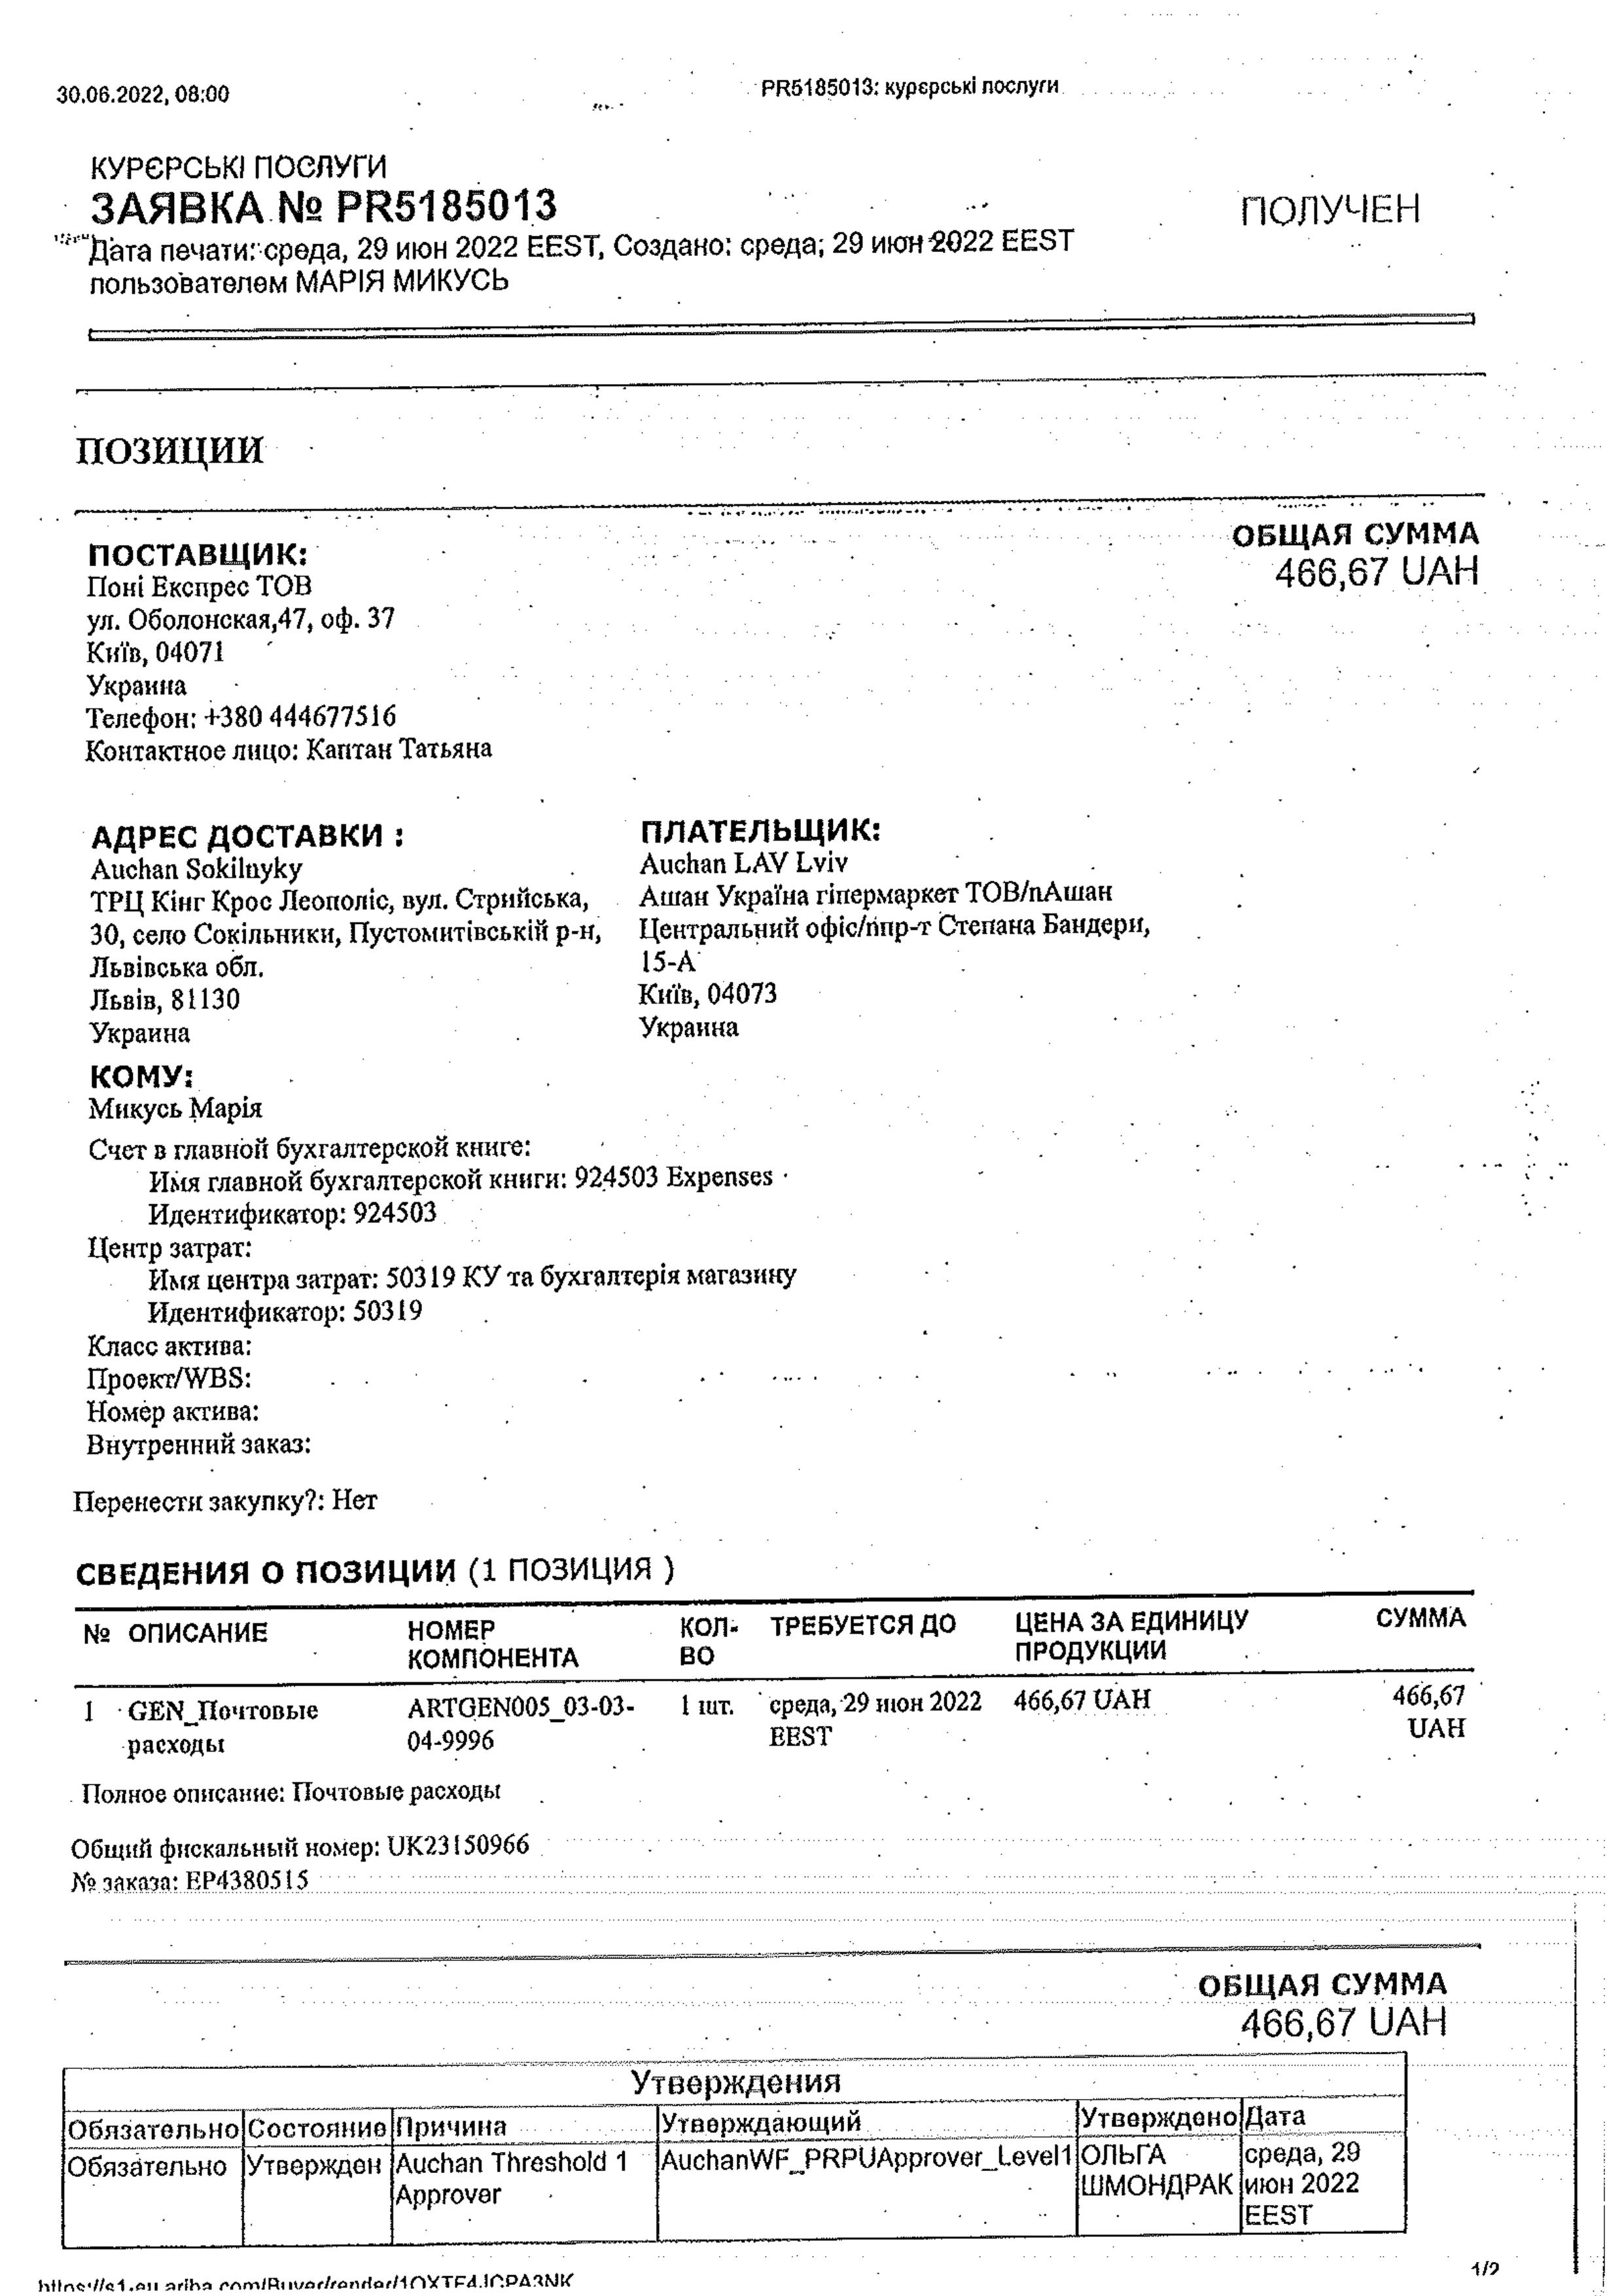 30.06.2022, 08:00
PR5185013: курєрські послуги
КУРЄРСЬКІ ПОСЛУГИ
ЗАЯВКА № PR5185013
ПОЛУЧЕН
Дата печати: среда, 29 июн 2022 EEST, Создано: среда, 29 июн 2022 EEST
пользователем МАРІЯ МИКУСЬ
ПОЗИЦИИ
ОБЩАЯ СУММА
466,67 UAH
ПОСТАВЩИК:
Поні Експрес ТОВ
ул. Оболонская,47, оф. 37
Київ, 04071
Украина
Телефон: +380 444677516
Контактное лицо: Каптан Татьяна
АДРЕС ДОСТАВКИ :
Auchan Sokilnyky
ТРЦ Кінг Крос Леополіс, вул. Стрийська,
30, село Сокільники, Пустомитівській р-н,
Львівська обл.
Львів, 81130
Украина
ПЛАТЕЛЬЩИК:
Auchan LAV Lviv
Ашан Україна гіпермаркет ТОВ/nАшан
Центральний офіс/nпр-т Степана Бандери,
15-А
Київ, 04073
Украина
КОМУ:
Микусь Марія
Счет в главной бухгалтерской книге:
Имя главной бухгалтерской книги: 924503 Expenses
Идентификатор: 924503
Центр затрат:
Имя центра затрат: 50319 КУ та бухгалтерія магазину
Идентификатор: 50319
Класс актива:
Проект/WBS:
Номер актива:
Внутренний заказ:
Перенести закупку?: Нет
СВЕДЕНИЯ О ПОЗИЦИИ (1 ПОЗИЦИЯ )
№ ОПИСАНИЕ НОМЕР КОМПОНЕНТА КОЛ-ВО ТРЕБУЕТСЯ ДО ЦЕНА ЗА ЕДИНИЦУ ПРОДУКЦИИ СУММА
1 GEN_Почтовые ARTGEN005_03-03- 1 шт. среда, 29 июн 2022 466,67 UAH 466,67
расходы 04-9996 EEST UAH
Полное описание: Почтовые расходы
Общий фискальный номер: UK23150966
№ заказа: EP4380515
ОБЩАЯ СУММА
466,67 UAH
Утверждения
Обязательно Состояние Причина Утверждающий Утверждено Дата
Обязательно Утвержден Auchan Threshold 1 AuchanWF_PRPUApprover_Level1 ОЛЬГА среда, 29
Approver ШМОНДРАК июн 2022
EEST
https://s1.eu.ariba.com/Buyer/render/
1/2